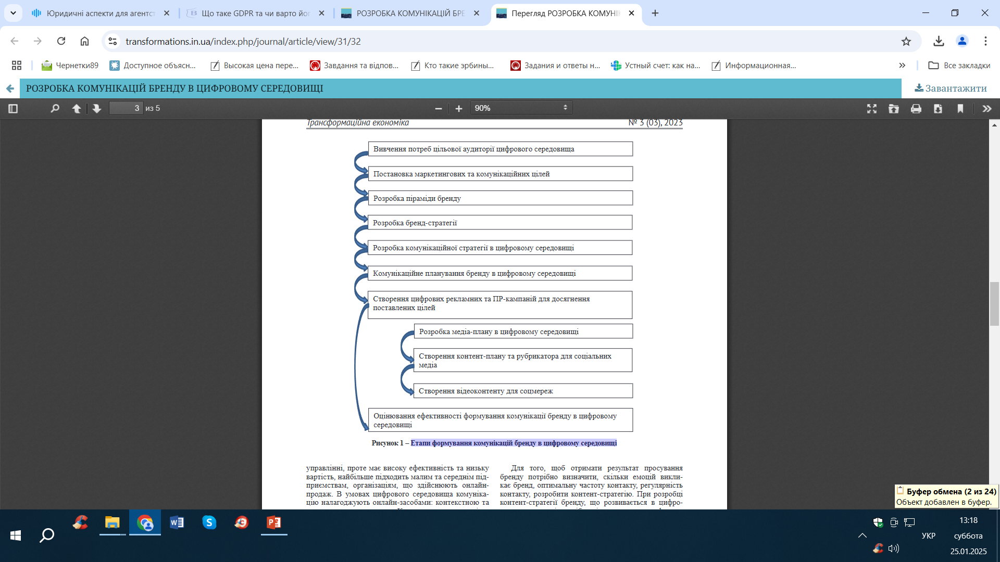 Юридичні аспекти для агентст
Що таке GDPR та чи варто йог
РОЗРОБКА КОМУНІКАЦІЙ БРЕ
Перегляд РОЗРОБКА КОМУНІК
transformations.in.ua/index.php/journal/article/view/31/32
Чернетки89
Доступное объясн...
Высокая цена пере...
Завдання та відпов...
Кто такие эрбины...
Задания и ответы н...
Устный счет: как на...
Информационная...
Все закладки
РОЗРОБКА КОМУНІКАЦІЙ БРЕНДУ В ЦИФРОВОМУ СЕРЕДОВИЩІ
Завантажити
3 из 5
90%
Трансформаційна економіка
№ 3 (03), 2023
Вивчення потреб цільової аудиторії цифрового середовища
Постановка маркетингових та комунікаційних цілей
Розробка піраміди бренду
Розробка бренд-стратегії
Розробка комунікаційної стратегії в цифровому середовищі
Комунікаційне планування бренду в цифровому середовищі
Створення цифрових рекламних та ПР-кампаній для досягнення
поставлених цілей
Розробка медіа-плану в цифровому середовищі
Створення контент-плану та рубрикатора для соціальних
медіа
Створення відеоконтенту для соцмереж
Оцінювання ефективності формування комунікації бренду в цифровому
середовищі
Рисунок 1 – Етапи формування комунікацій бренду в цифровому середовищі
управлінні, проте має високу ефективність та низьку
вартість, найбільше підходить малим та середнім під-
приємствам, організаціям, що здійснюють онлайн-
продаж. В умовах цифрового середовища комуніка-
цію налагоджують онлайн-засобами: контекстною та
Для того, щоб отримати результат просування
бренду потрібно визначити, скільки емоцій викли-
кає бренд, оптимальну частоту контакту, регулярність
контакту, розробити контент-стратегію. При розробці
контент-стратегії бренду, що розвивається в цифро-
Буфер обмена (2 из 24)
Объект добавлен в буфер.
УКР
13:18
суббота
25.01.2025